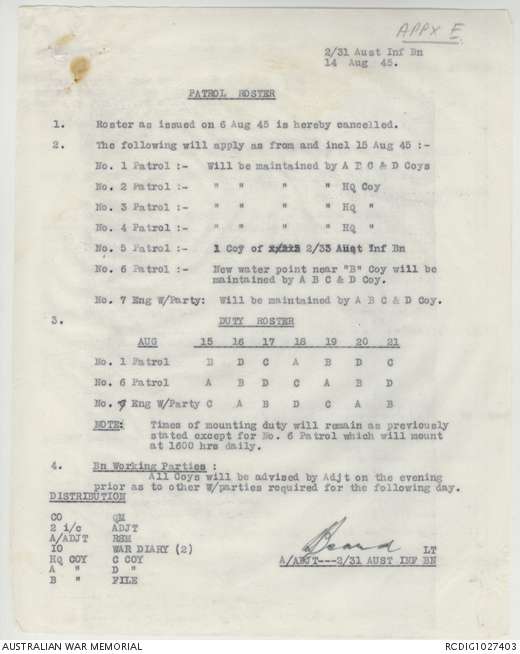 APPX E.
2/31 Aust Inf Bn
14 Aug 45.
PATROL ROSTER
1. Roster as issued on 6 Aug 45 is hereby cancelled.
2. The following will apply as from and incl 15 Aug 45 :-
No. 1 Patrol :- Will be maintained by A B C & D Coys
No. 2 Patrol :- " " " " HQ Coy
No. 3 Patrol :- " " " " HQ "
No. 4 Patrol :- " " " " HQ "
No. 5 Patrol :- 1 Coy of 2/33 Aust Inf Bn
No. 6 Patrol :- New water point near "B" Coy will be
maintained by A B C & D Coy.
No. 7 Eng W/Party: Will be maintained by A B C & D Coy.
3. DUTY ROSTER
AUG 15 16 17 18 19 20 21
No. 1 Patrol B D C A B D C
No. 6 Patrol A B D C A B D
No. 7 Eng W/Party C A B D C A B
NOTE: Times of mounting duty will remain as previously
stated except for No. 6 Patrol which will mount
at 1600 hrs daily.
4. Bn Working Parties :
All Coys will be advised by Adjt on the evening
prior as to other W/parties required for the following day.
DISTRIBUTION
CO QM
2 i/c ADJT
A/ADJT RSM
IO WAR DIARY (2)
HQ COY C COY
A " D "
B " FILE
Beard LT
A/ADJT---2/31 AUST INF BN
AUSTRALIAN WAR MEMORIAL RCDIG1027403